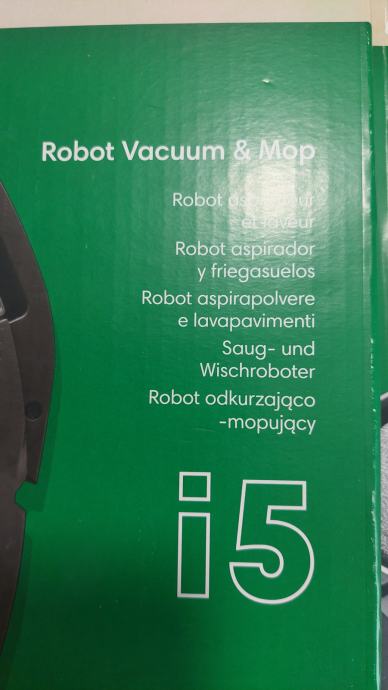 Robot Vacuum & Mop
Robot aspirateur
et laveur
Robot aspirador
y friegasuelos
Robot aspirapolvere
e lavapavimenti
Saug- und
Wischroboter
Robot odkurzająco
-mopujący
i5